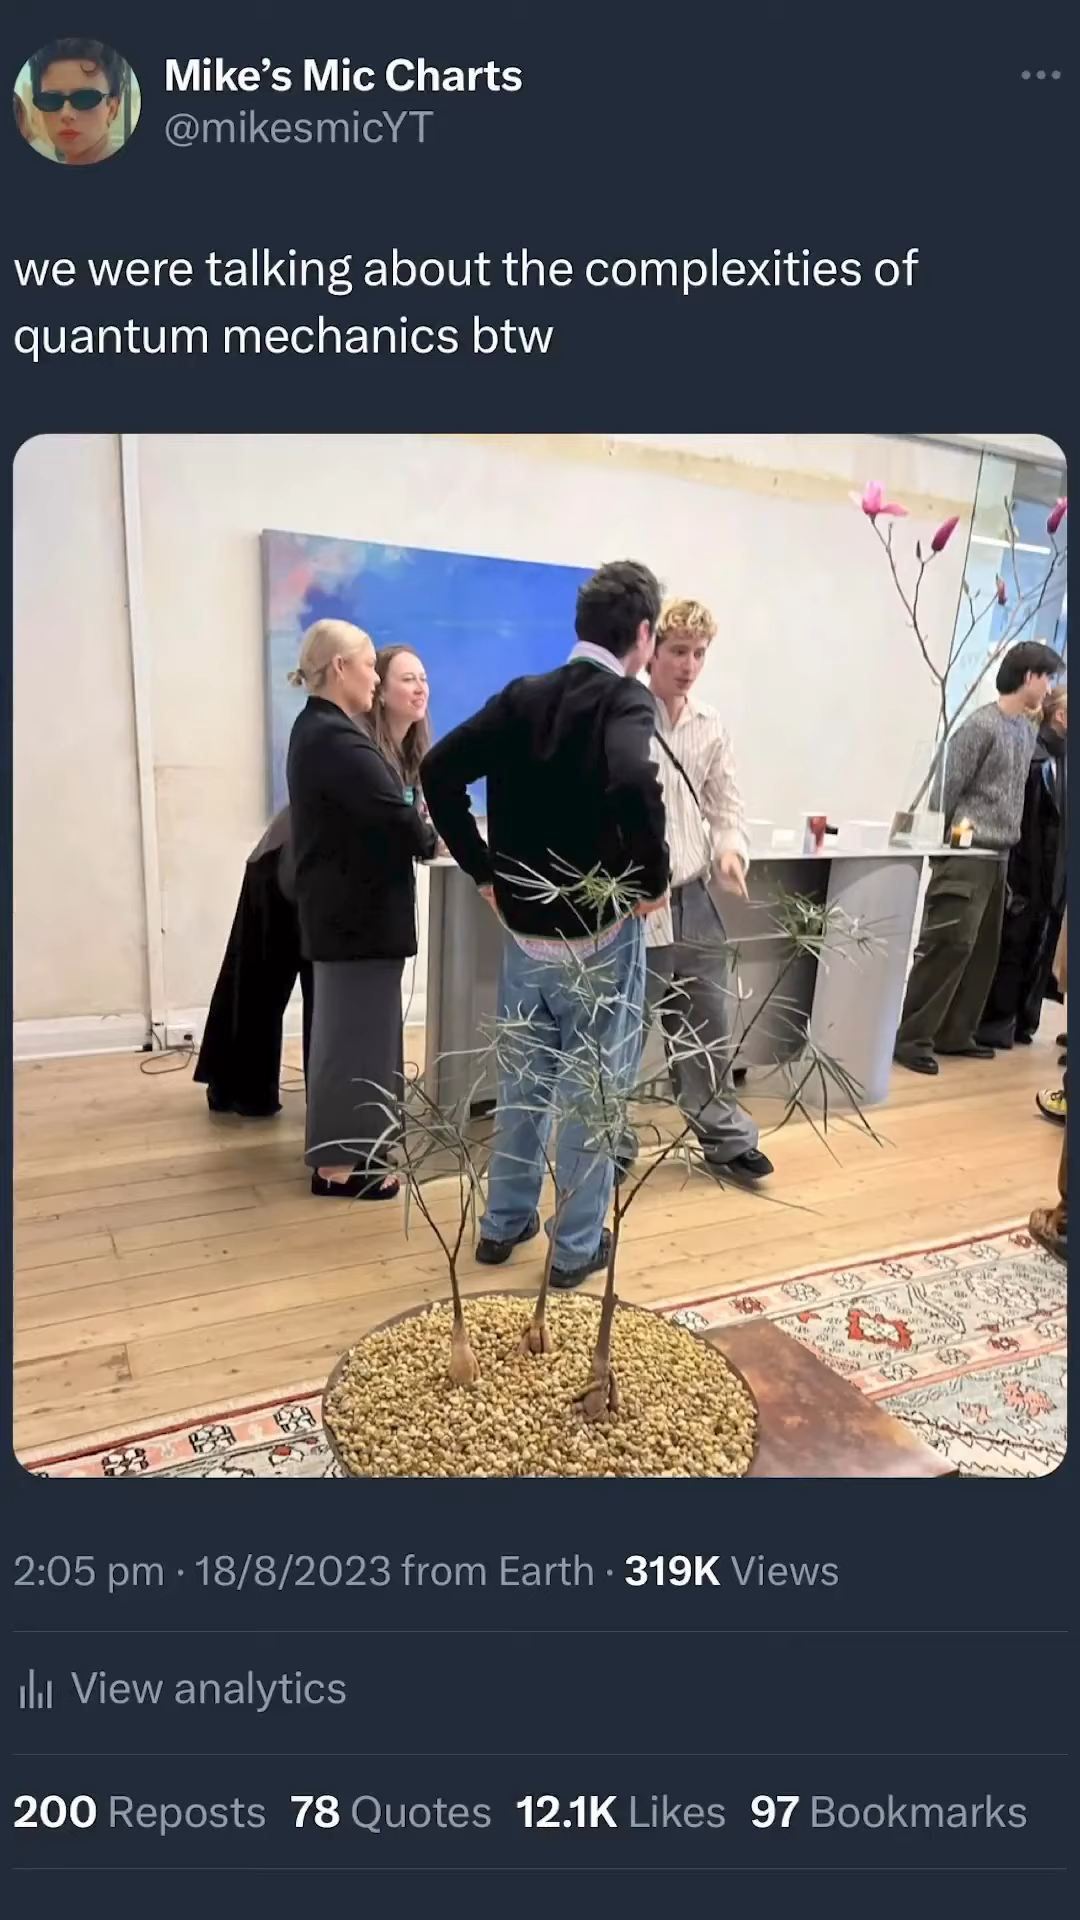 Mike’s Mic Charts
@mikesmicYT
we were talking about the complexities of
quantum mechanics btw
2:05 pm · 18/8/2023 from Earth · 319K Views
View analytics
200 Reposts 78 Quotes 12.1K Likes 97 Bookmarks